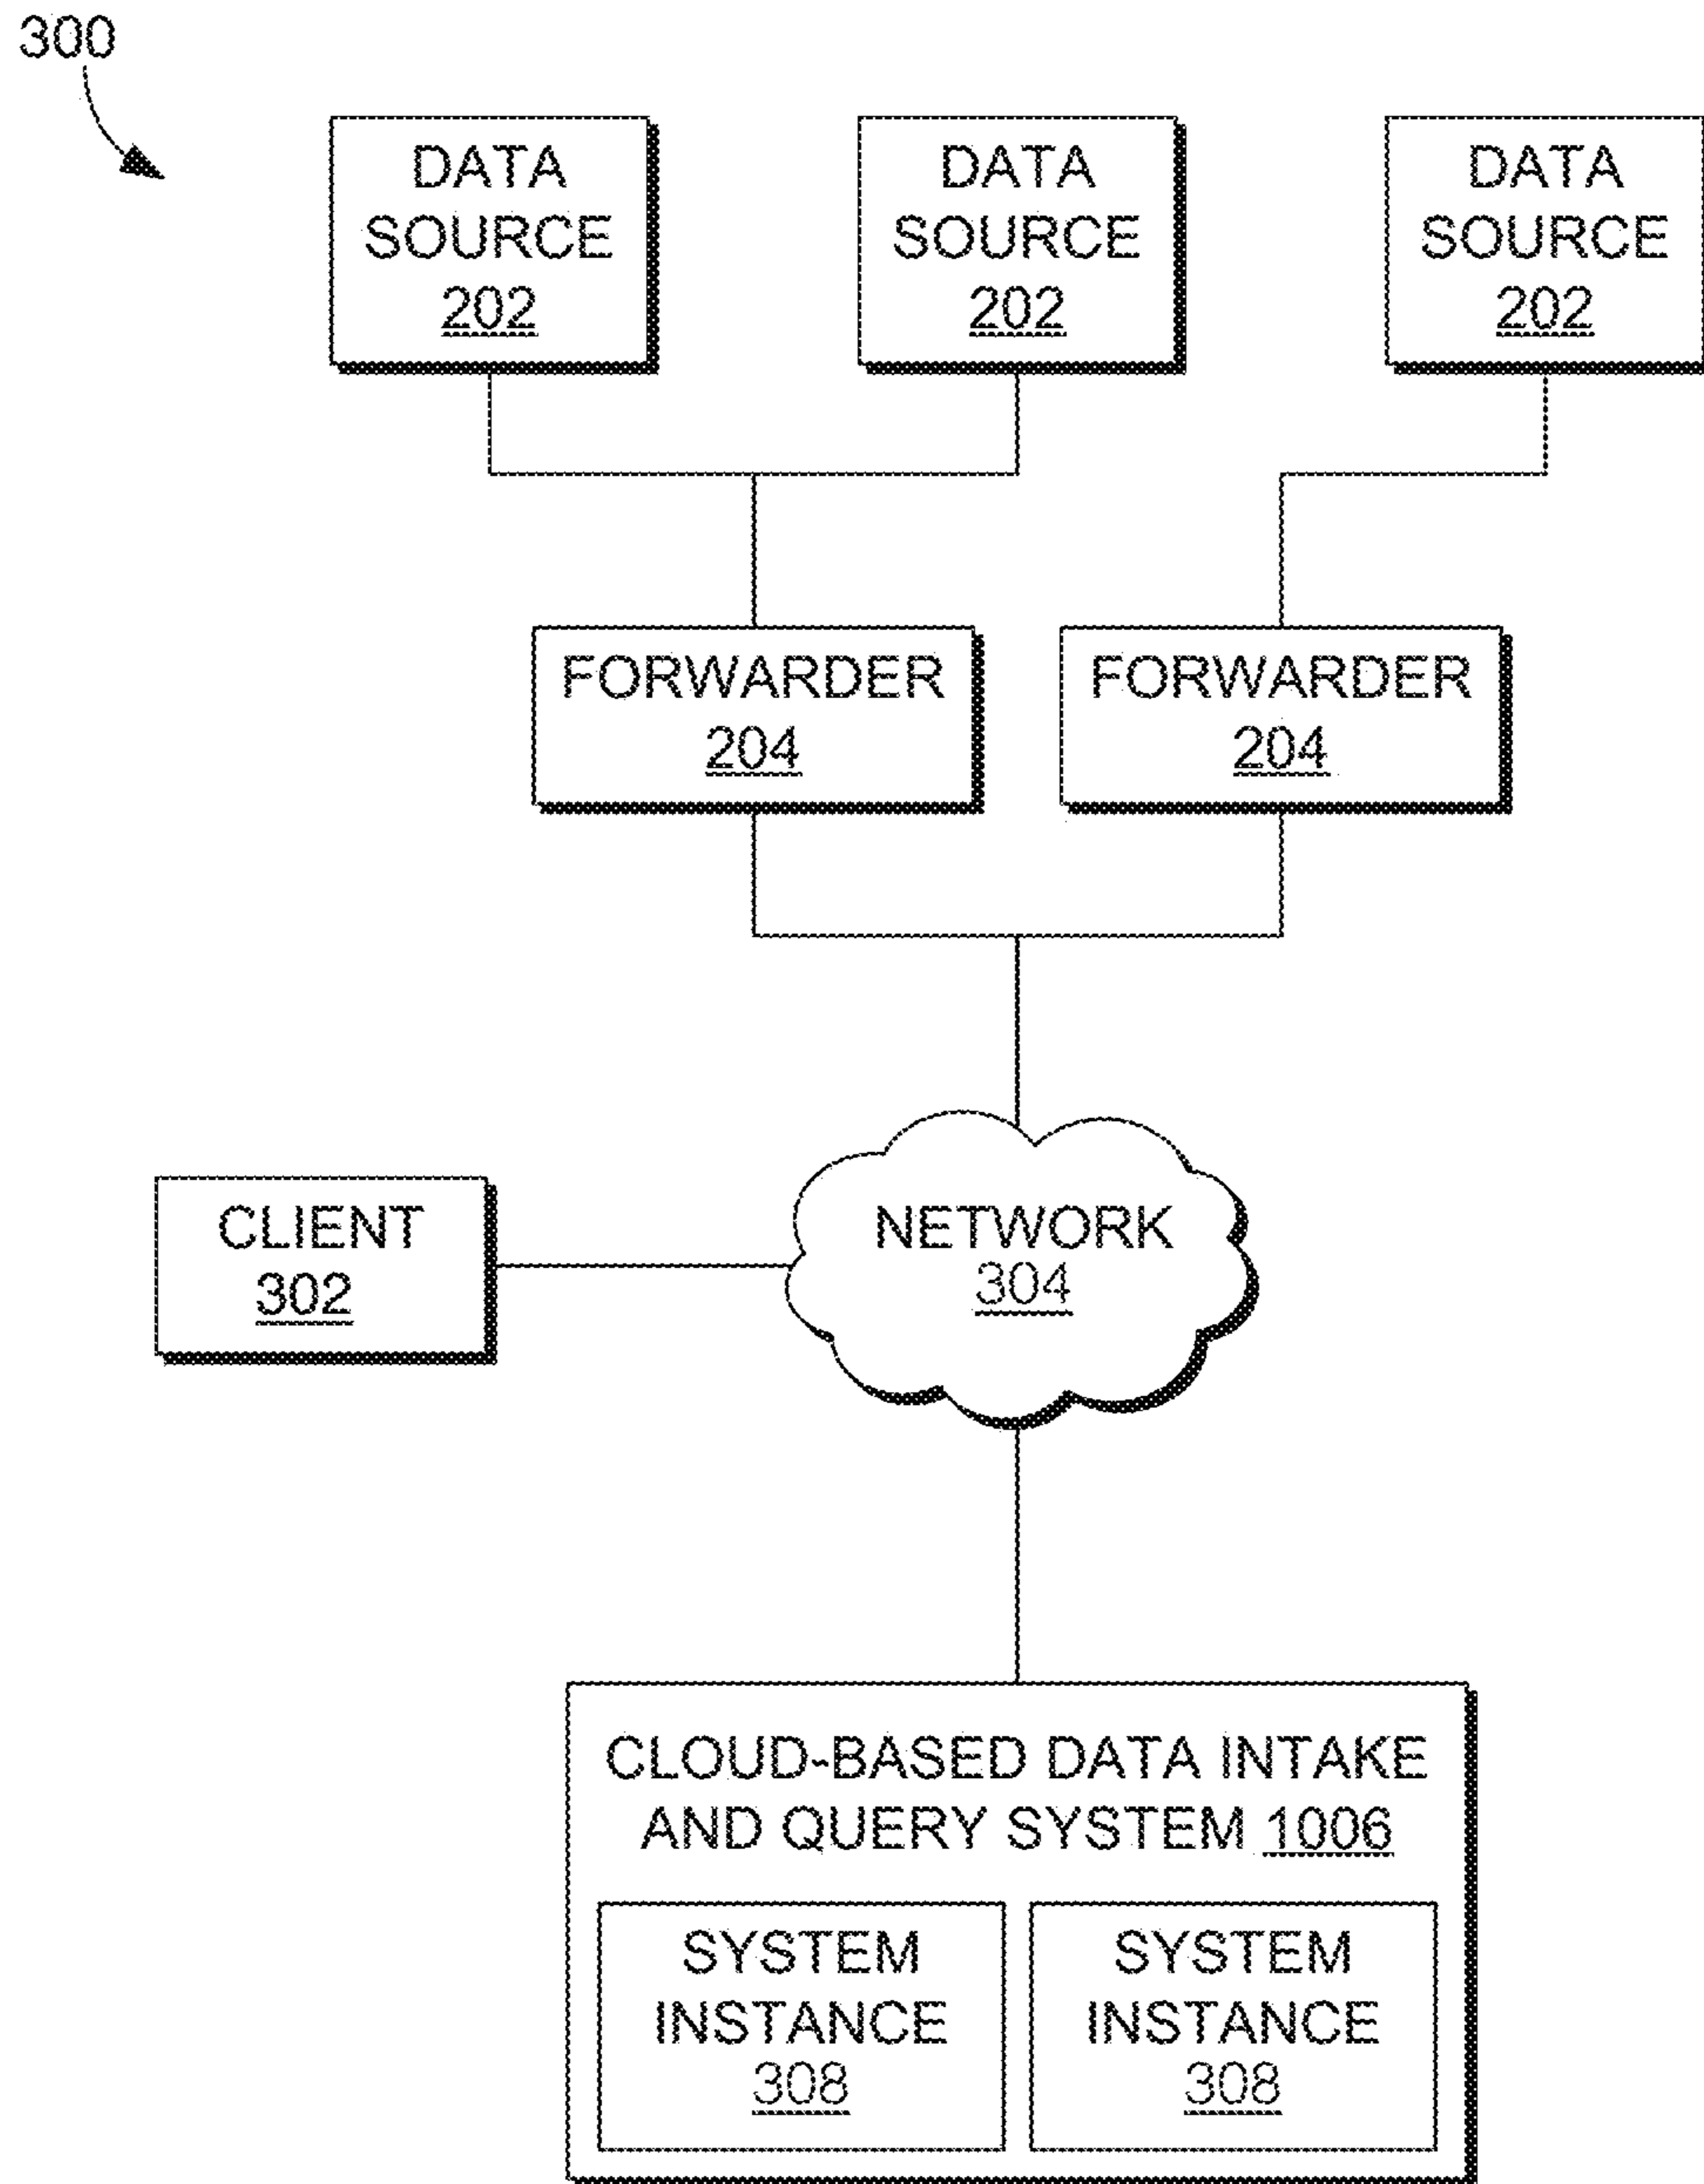 300
DATA
SOURCE
202
DATA
SOURCE
202
DATA
SOURCE
202
FORWARDER
204
FORWARDER
204
CLIENT
302
NETWORK
304
CLOUD-BASED DATA INTAKE
AND QUERY SYSTEM 1006
SYSTEM
INSTANCE
308
SYSTEM
INSTANCE
308